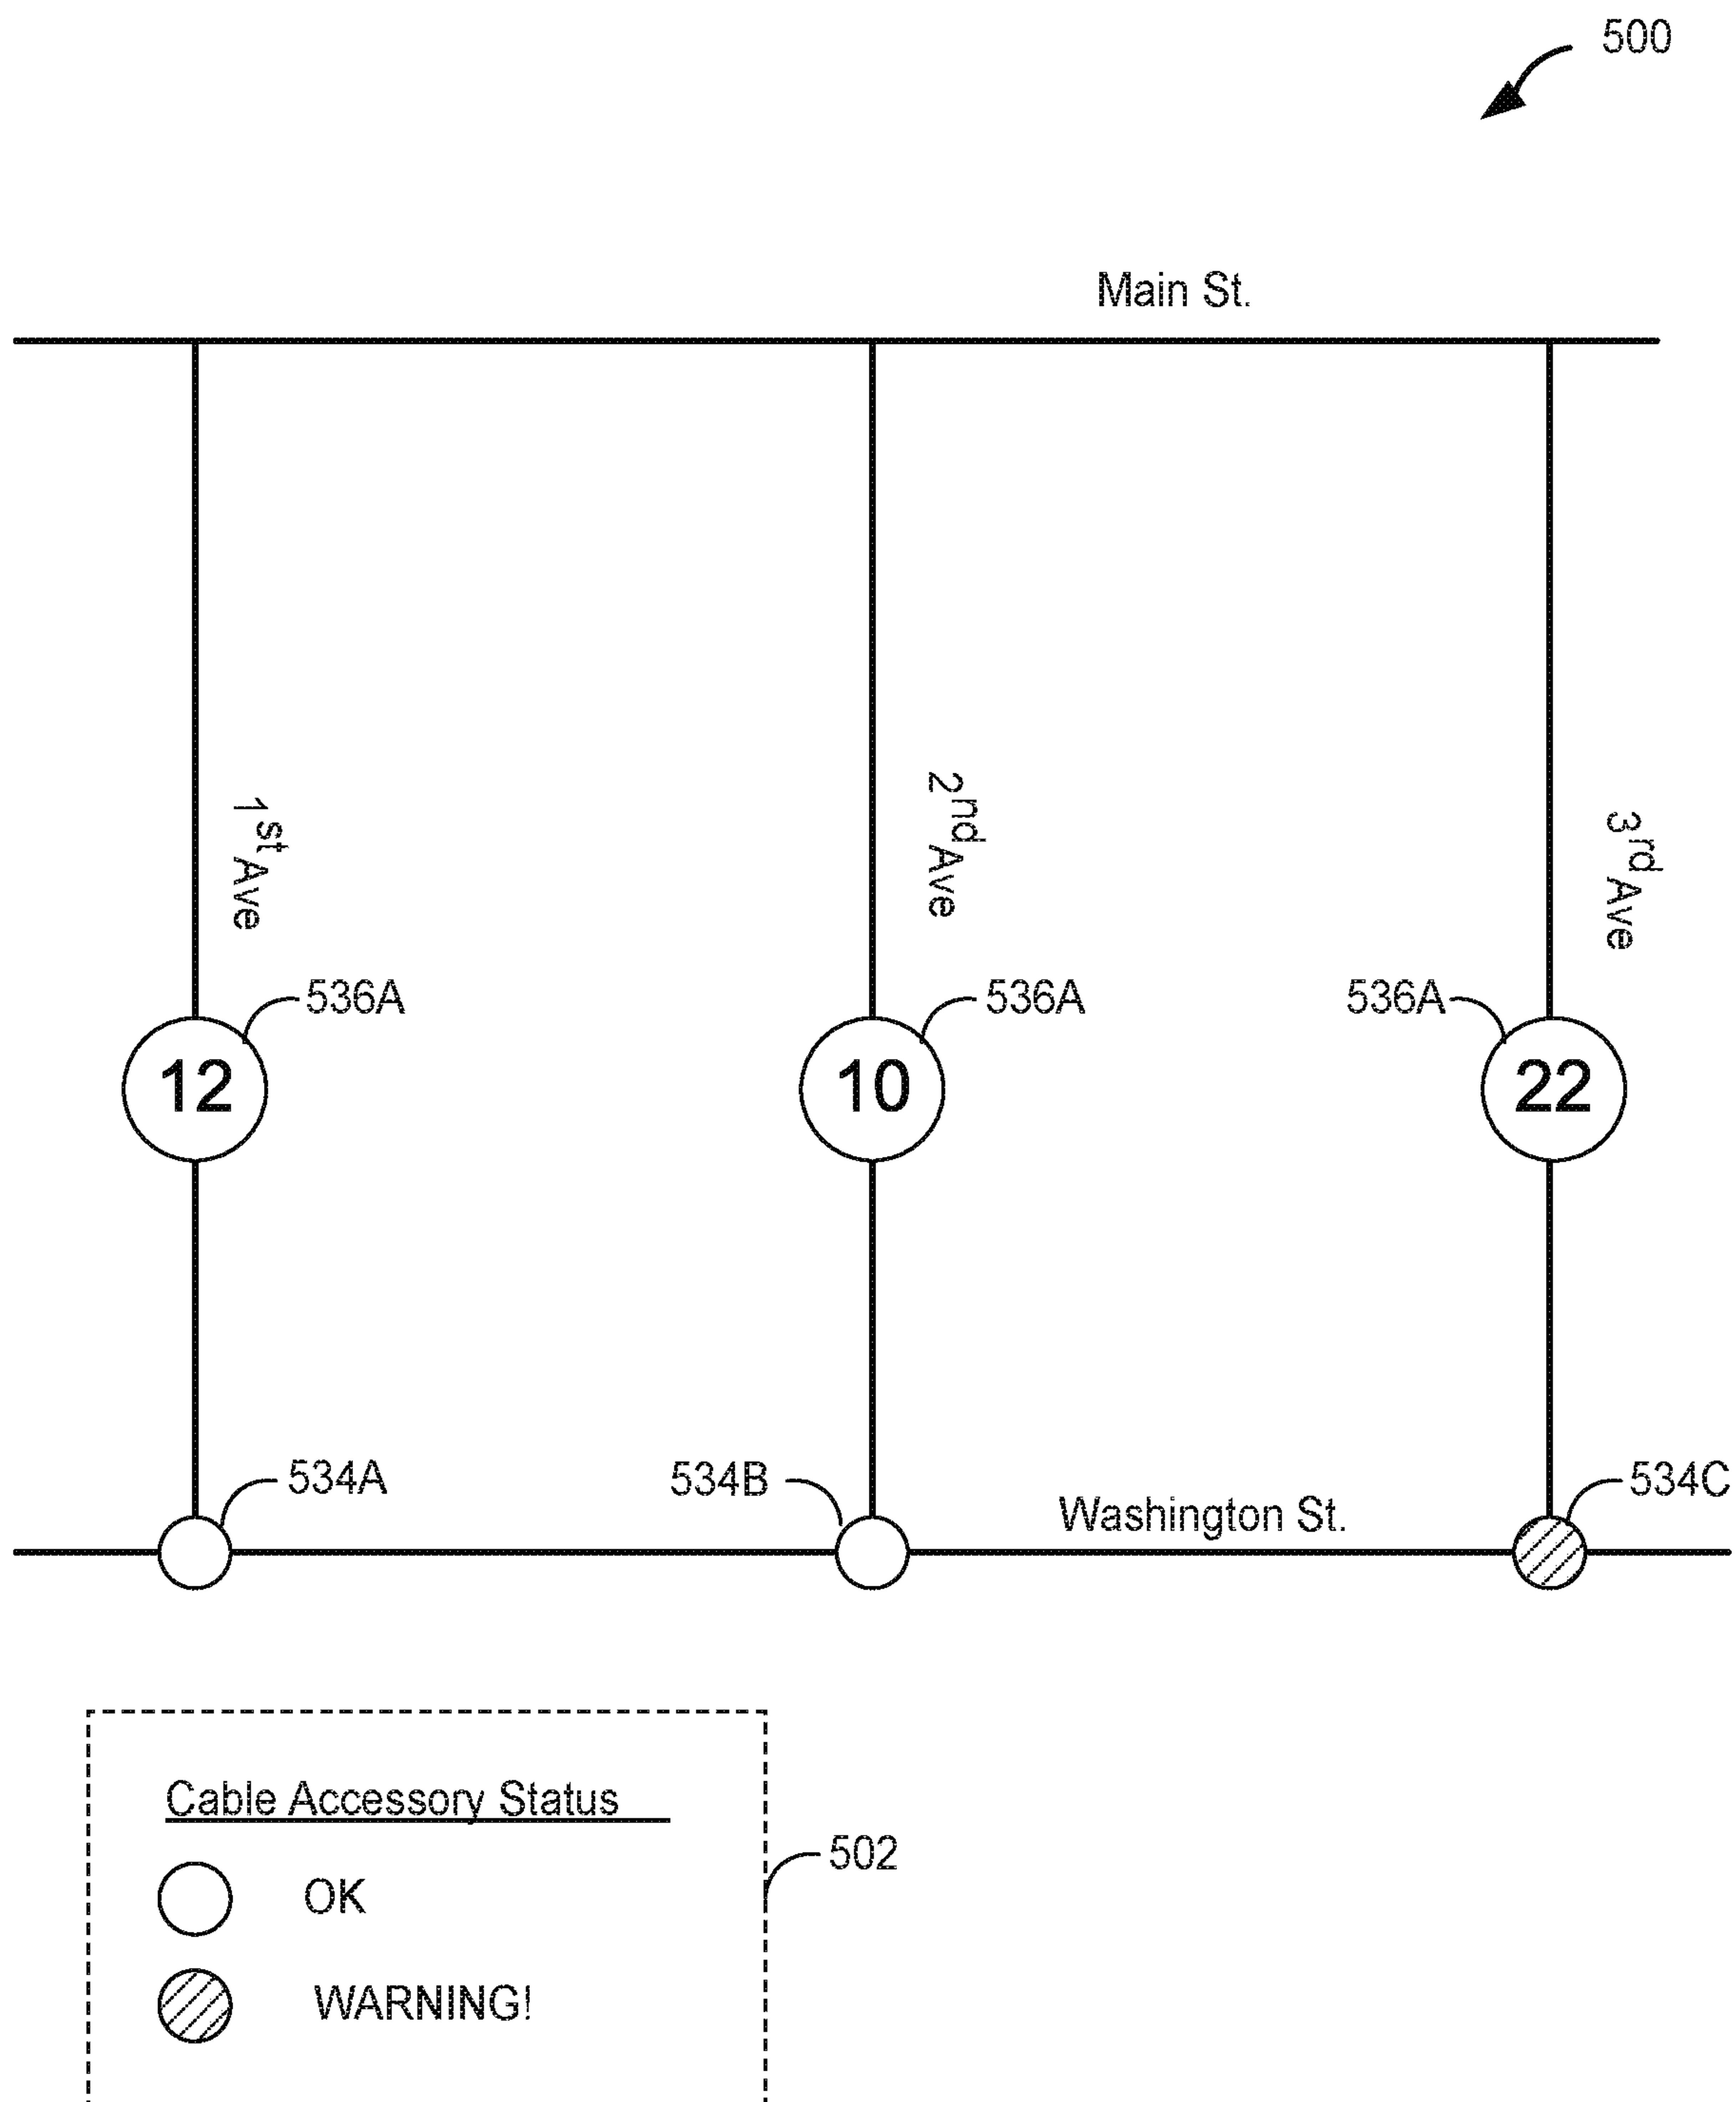 500
Main St.
1st Ave
2nd Ave
3rd Ave
536A
536A
536A
12
10
22
534A
534B
534C
Washington St.
Cable Accessory Status
502
OK
WARNING!